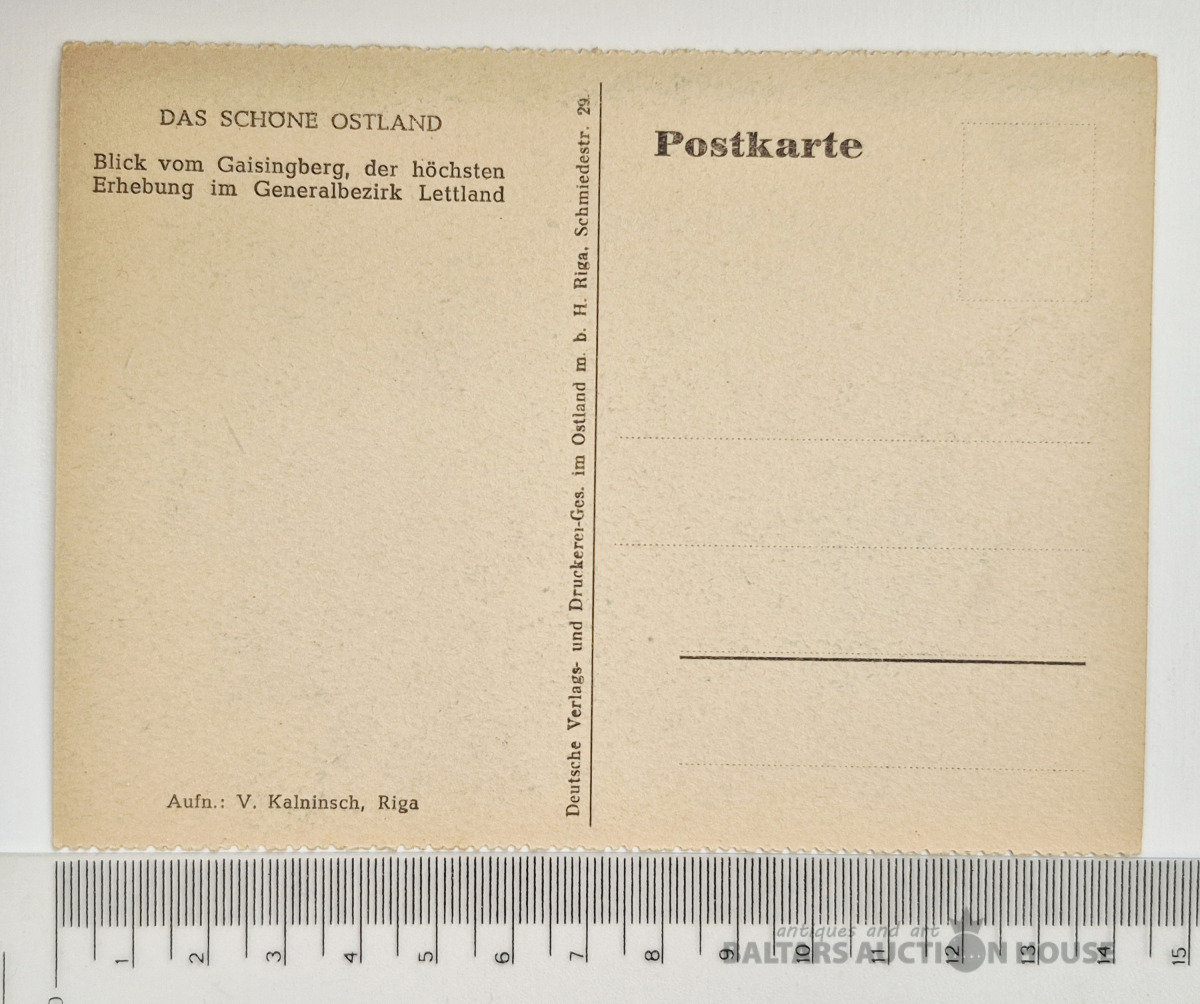 DAS SCHÖNE OSTLAND
Blick vom Gaisingberg, der höchsten
Erhebung im Generalbezirk Lettland
Aufn.: V. Kalninsch, Riga
Deutsche Verlags- und Druckerei-Ges. im Ostland m. b. H. Riga, Schmiedestr. 29.
Postkarte
0 1 2 3 4 5 6 7 8 9 10 11 12 13 14 15
antiques and art
BALTARS AUCTION HOUSE